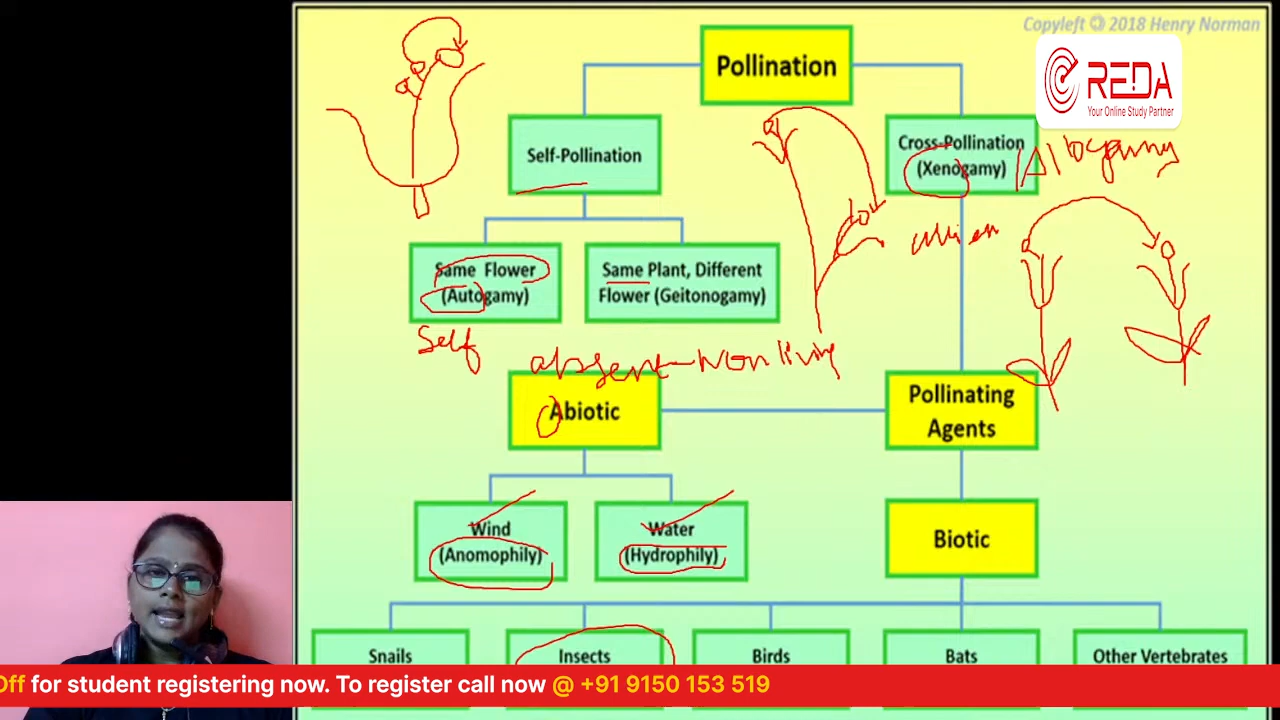 Copyleft 2018 Henry Norman
REDA
Your Online Study Partner
Pollination
Self-Pollination
Cross-Pollination
(Xenogamy)
Allogamy
Same Flower
(Autogamy)
Same Plant, Different
Flower (Geitonogamy)
Self
absent Non living
Abiotic
Pollinating
Agents
Wind
(Anomophily)
Water
(Hydrophily)
Biotic
Snails
Insects
Birds
Bats
Other Vertebrates
Off for student registering now. To register call now @ +91 9150 153 519